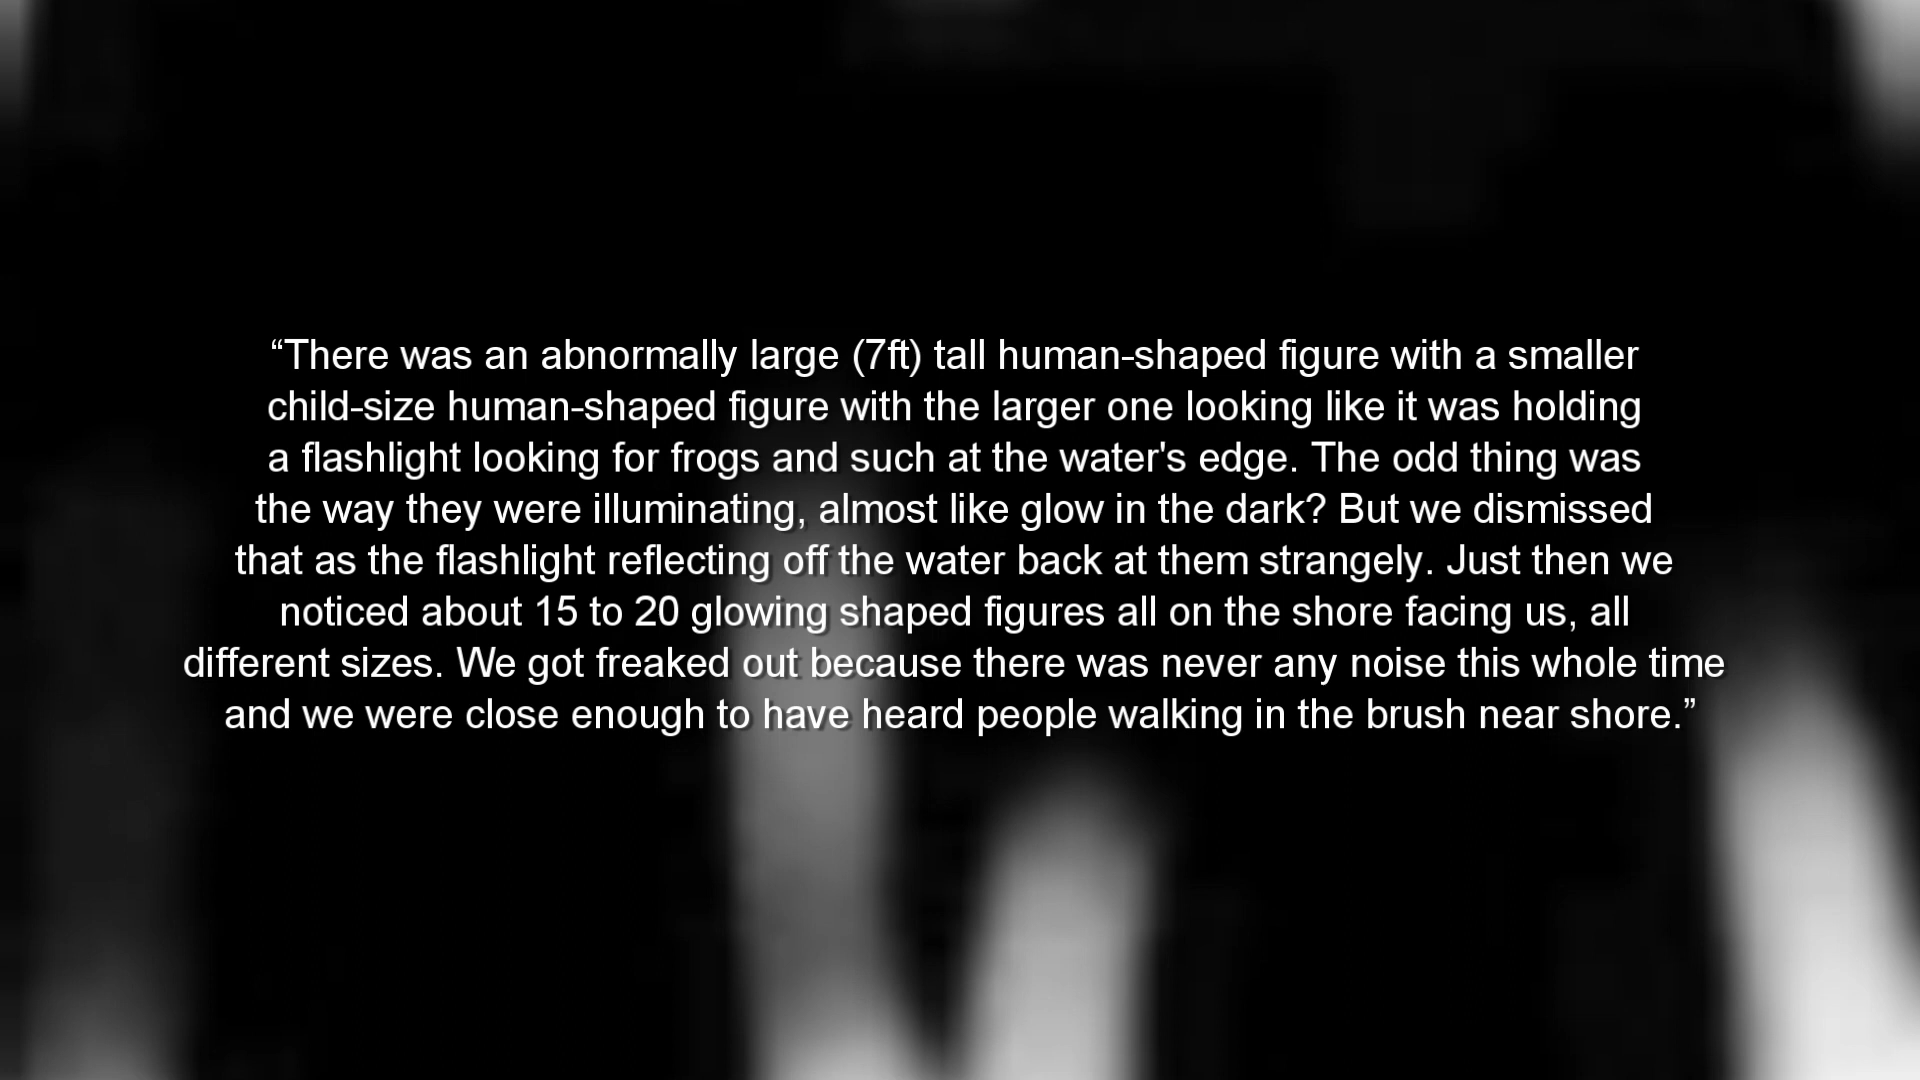 “There was an abnormally large (7ft) tall human-shaped figure with a smaller
child-size human-shaped figure with the larger one looking like it was holding
a flashlight looking for frogs and such at the water's edge. The odd thing was
the way they were illuminating, almost like glow in the dark? But we dismissed
that as the flashlight reflecting off the water back at them strangely. Just then we
noticed about 15 to 20 glowing shaped figures all on the shore facing us, all
different sizes. We got freaked out because there was never any noise this whole time
and we were close enough to have heard people walking in the brush near shore.”